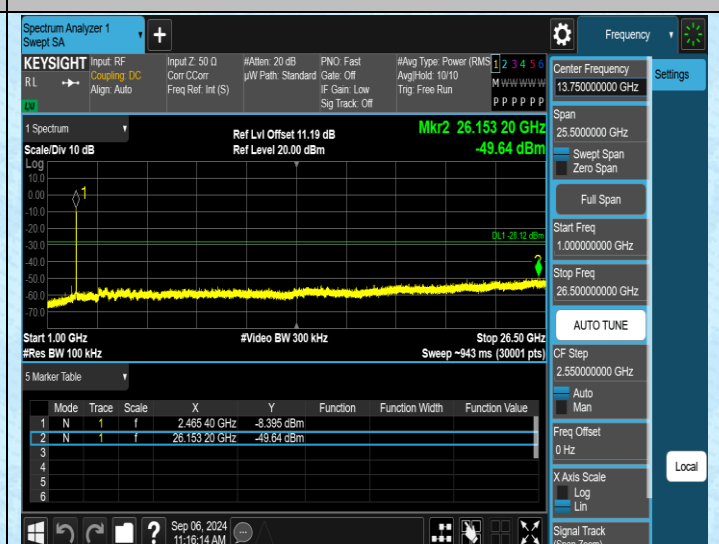 Spectrum Analyzer 1
Swept SA
+
Frequency
KEYSIGHT
RL
Input: RF
Coupling: DC
Align: Auto
Input Z: 50 Ω
Corr CCorr
Freq Ref: Int (S)
#Atten: 20 dB
µW Path: Standard
PNO: Fast
Gate: Off
IF Gain: Low
Sig Track: Off
#Avg Type: Power (RMS
Avg|Hold: 10/10
Trig: Free Run
1 2 3 4 5 6
M W W W W W
P P P P P P
LXI
1 Spectrum
Scale/Div 10 dB
Ref Lvl Offset 11.19 dB
Ref Level 20.00 dBm
Mkr2 26.153 20 GHz
-49.64 dBm
Log
10.0
0.00
-10.0
-20.0
-30.0
-40.0
-50.0
-60.0
-70.0
1
DL1 -28.12 dBm
2
Start 1.00 GHz
#Res BW 100 kHz
#Video BW 300 kHz
Stop 26.50 GHz
Sweep ~943 ms (30001 pts)
5 Marker Table
Mode Trace Scale X Y Function Function Width Function Value
1 N 1 f 2.465 40 GHz -8.395 dBm
2 N 1 f 26.153 20 GHz -49.64 dBm
3
4
5
6
Sep 06, 2024
11:16:14 AM
Center Frequency
13.750000000 GHz
Settings
Span
25.5000000 GHz
Swept Span
Zero Span
Full Span
Start Freq
1.000000000 GHz
Stop Freq
26.500000000 GHz
AUTO TUNE
CF Step
2.550000000 GHz
Auto
Man
Freq Offset
0 Hz
X Axis Scale
Log
Lin
Local
Signal Track
(Span Zoom)